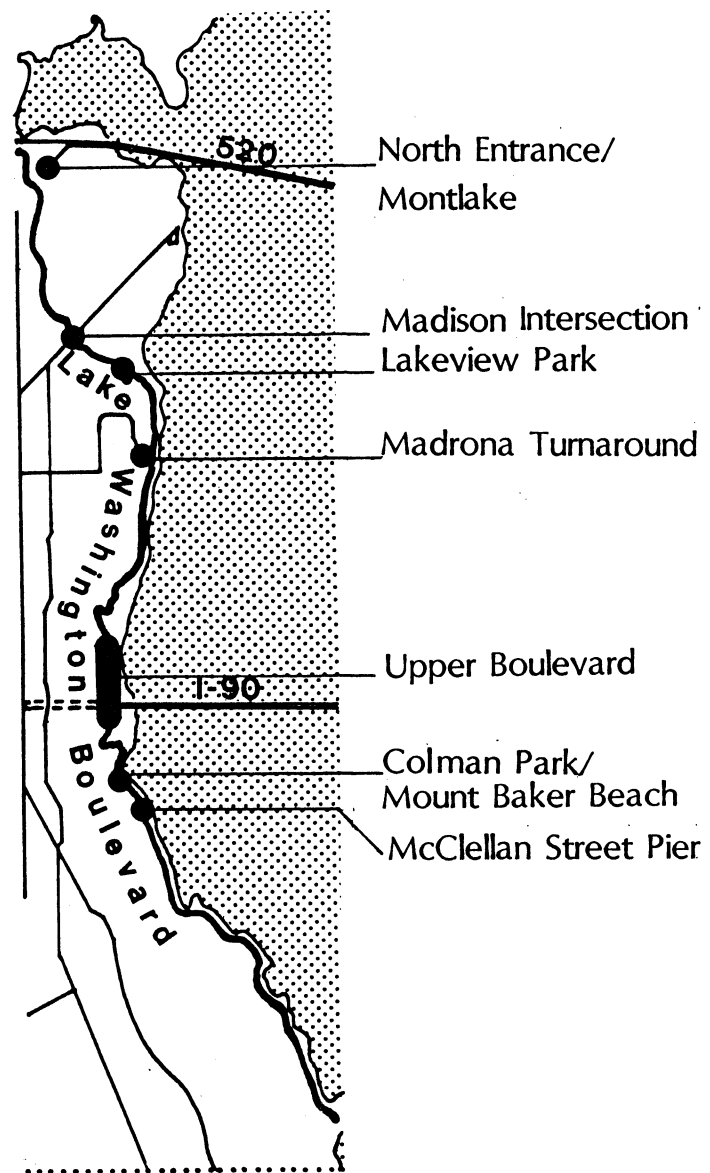 520
North Entrance/
Montlake
Madison Intersection
Lakeview Park
Madrona Turnaround
Lake Washington Boulevard
Upper Boulevard
I-90
Colman Park/
Mount Baker Beach
McClellan Street Pier